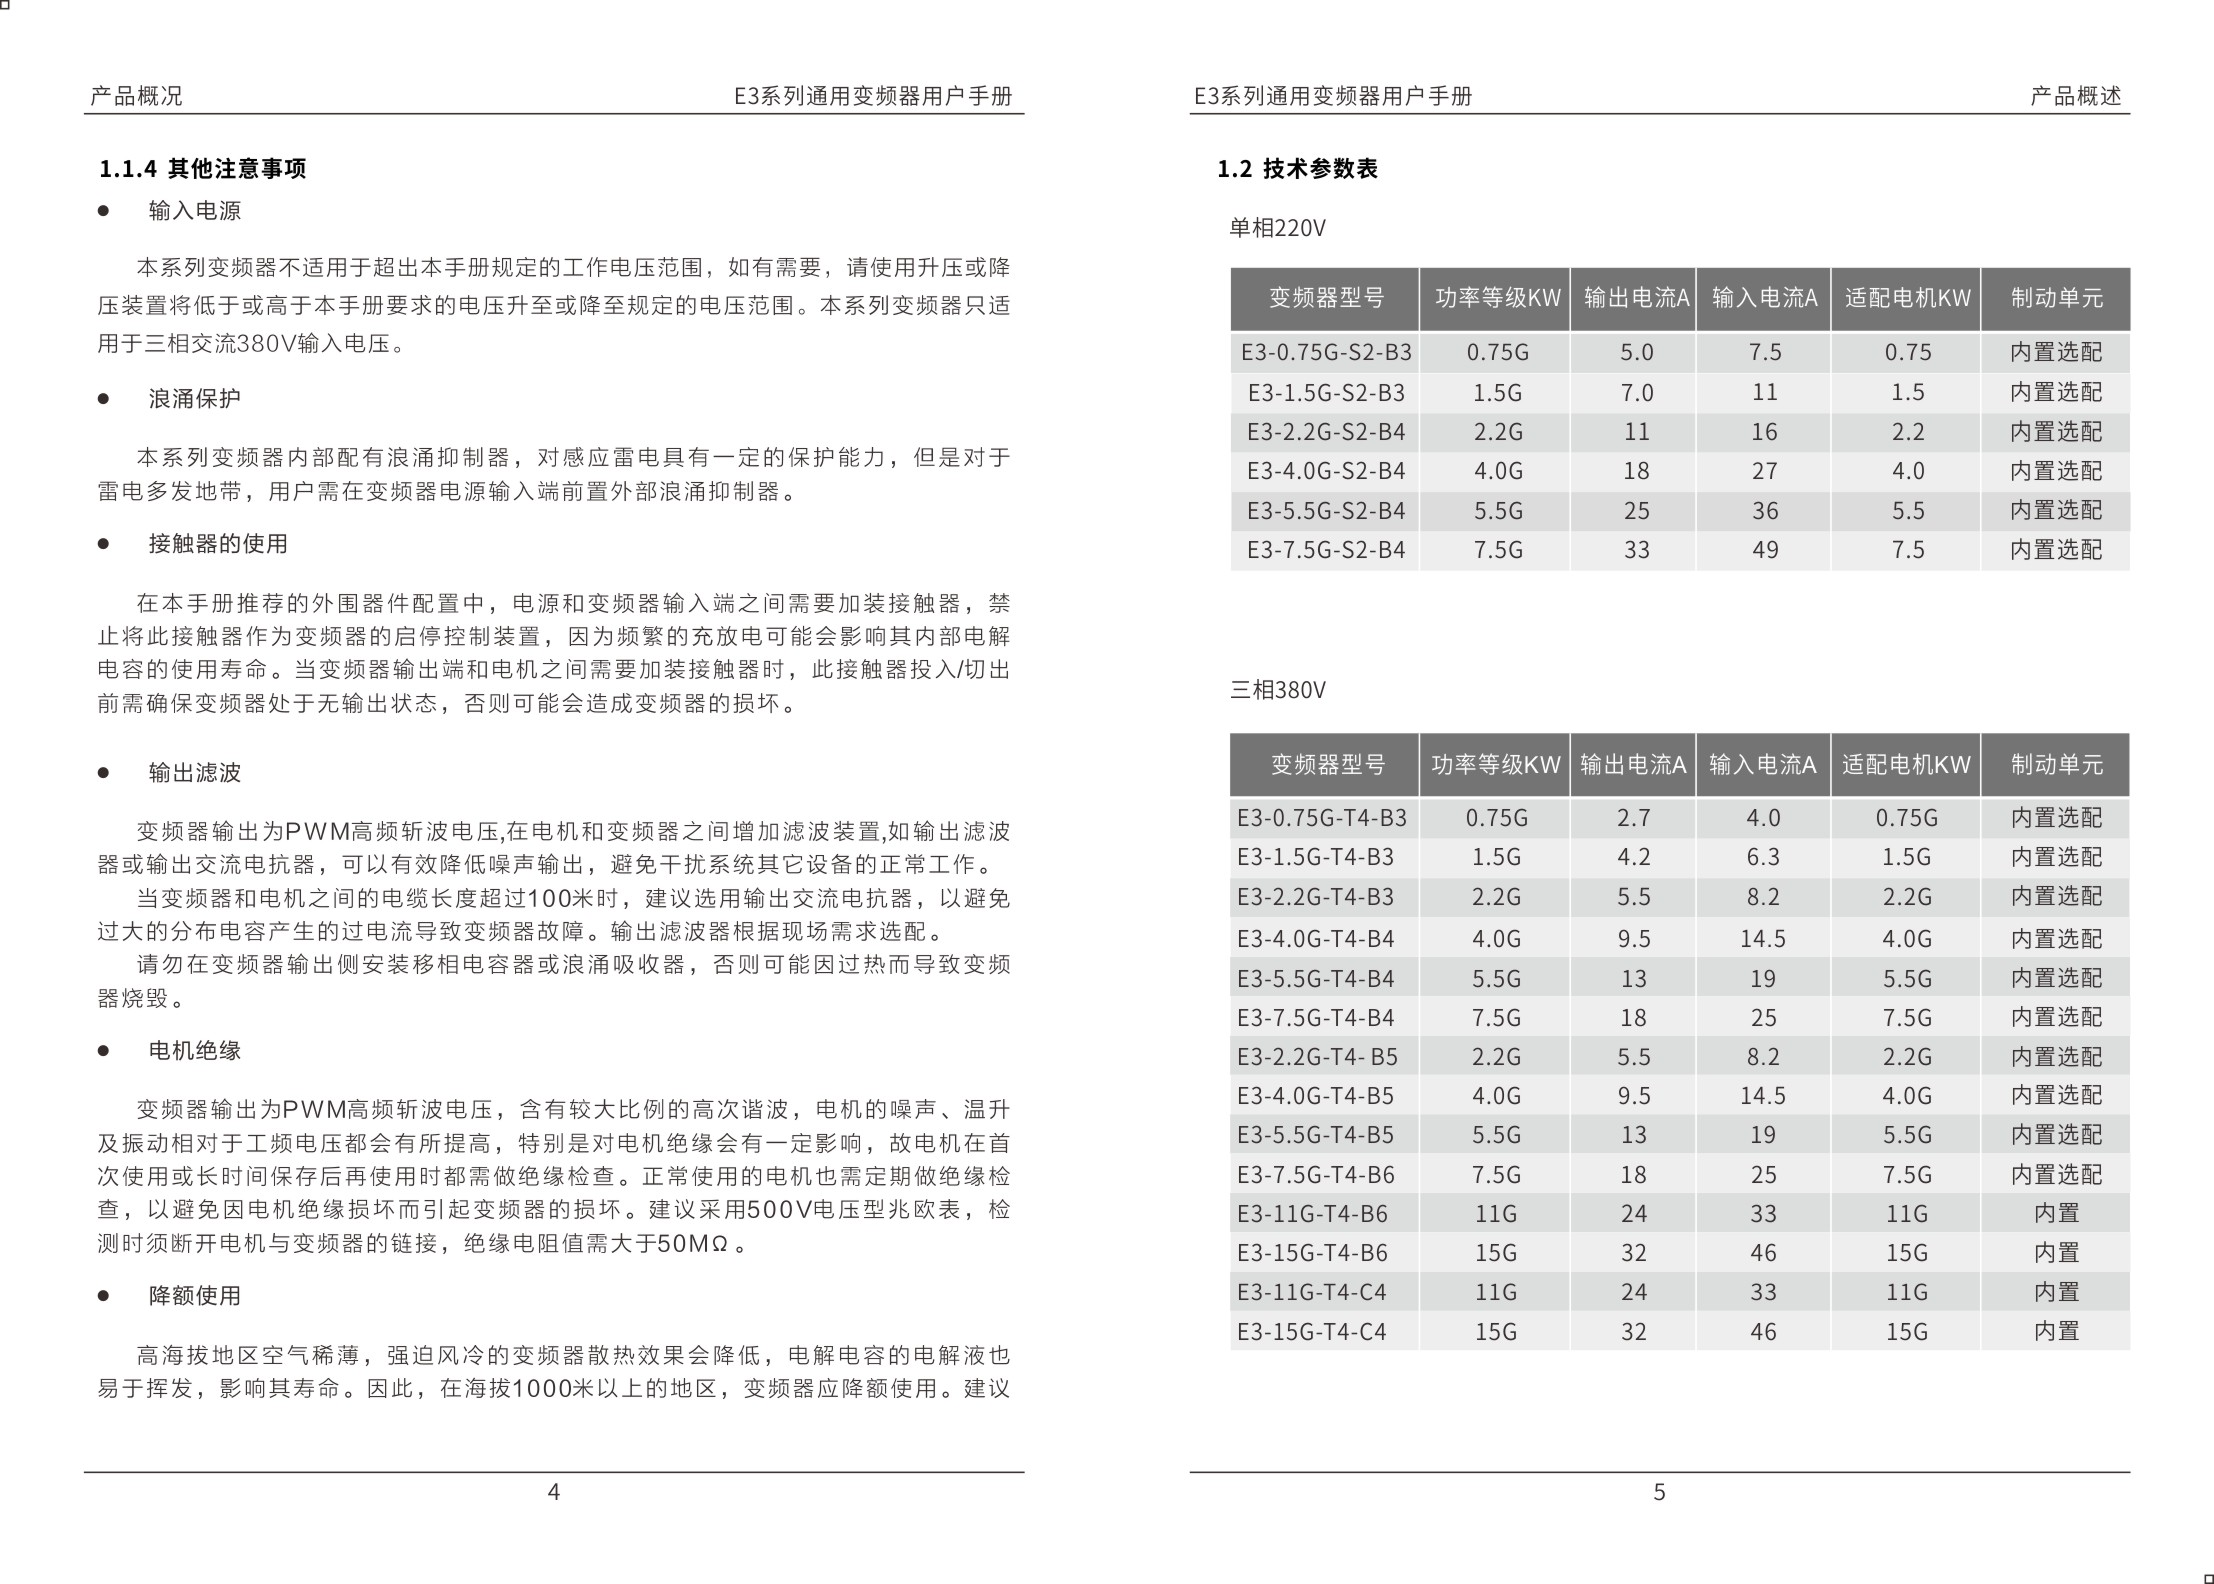 产品概况 E3系列通用变频器用户手册
1.1.4 其他注意事项
● 输入电源
本系列变频器不适用于超出本手册规定的工作电压范围，如有需要，请使用升压或降
压装置将低于或高于本手册要求的电压升至或降至规定的电压范围。本系列变频器只适
用于三相交流380V输入电压。
● 浪涌保护
本系列变频器内部配有浪涌抑制器，对感应雷电具有一定的保护能力，但是对于
雷电多发地带，用户需在变频器电源输入端前置外部浪涌抑制器。
● 接触器的使用
在本手册推荐的外围器件配置中，电源和变频器输入端之间需要加装接触器，禁
止将此接触器作为变频器的启停控制装置，因为频繁的充放电可能会影响其内部电解
电容的使用寿命。当变频器输出端和电机之间需要加装接触器时，此接触器投入/切出
前需确保变频器处于无输出状态，否则可能会造成变频器的损坏。
● 输出滤波
变频器输出为PWM高频斩波电压,在电机和变频器之间增加滤波装置,如输出滤波
器或输出交流电抗器，可以有效降低噪声输出，避免干扰系统其它设备的正常工作。
当变频器和电机之间的电缆长度超过100米时，建议选用输出交流电抗器，以避免
过大的分布电容产生的过电流导致变频器故障。输出滤波器根据现场需求选配。
请勿在变频器输出侧安装移相电容器或浪涌吸收器，否则可能因过热而导致变频
器烧毁。
● 电机绝缘
变频器输出为PWM高频斩波电压，含有较大比例的高次谐波，电机的噪声、温升
及振动相对于工频电压都会有所提高，特别是对电机绝缘会有一定影响，故电机在首
次使用或长时间保存后再使用时都需做绝缘检查。正常使用的电机也需定期做绝缘检
查，以避免因电机绝缘损坏而引起变频器的损坏。建议采用500V电压型兆欧表，检
测时须断开电机与变频器的链接，绝缘电阻值需大于50MΩ。
● 降额使用
高海拔地区空气稀薄，强迫风冷的变频器散热效果会降低，电解电容的电解液也
易于挥发，影响其寿命。因此，在海拔1000米以上的地区，变频器应降额使用。建议
4
E3系列通用变频器用户手册 产品概述
1.2 技术参数表
单相220V
变频器型号 功率等级KW 输出电流A 输入电流A 适配电机KW 制动单元
E3-0.75G-S2-B3 0.75G 5.0 7.5 0.75 内置选配
E3-1.5G-S2-B3 1.5G 7.0 11 1.5 内置选配
E3-2.2G-S2-B4 2.2G 11 16 2.2 内置选配
E3-4.0G-S2-B4 4.0G 18 27 4.0 内置选配
E3-5.5G-S2-B4 5.5G 25 36 5.5 内置选配
E3-7.5G-S2-B4 7.5G 33 49 7.5 内置选配
三相380V
变频器型号 功率等级KW 输出电流A 输入电流A 适配电机KW 制动单元
E3-0.75G-T4-B3 0.75G 2.7 4.0 0.75G 内置选配
E3-1.5G-T4-B3 1.5G 4.2 6.3 1.5G 内置选配
E3-2.2G-T4-B3 2.2G 5.5 8.2 2.2G 内置选配
E3-4.0G-T4-B4 4.0G 9.5 14.5 4.0G 内置选配
E3-5.5G-T4-B4 5.5G 13 19 5.5G 内置选配
E3-7.5G-T4-B4 7.5G 18 25 7.5G 内置选配
E3-2.2G-T4- B5 2.2G 5.5 8.2 2.2G 内置选配
E3-4.0G-T4-B5 4.0G 9.5 14.5 4.0G 内置选配
E3-5.5G-T4-B5 5.5G 13 19 5.5G 内置选配
E3-7.5G-T4-B6 7.5G 18 25 7.5G 内置选配
E3-11G-T4-B6 11G 24 33 11G 内置
E3-15G-T4-B6 15G 32 46 15G 内置
E3-11G-T4-C4 11G 24 33 11G 内置
E3-15G-T4-C4 15G 32 46 15G 内置
5